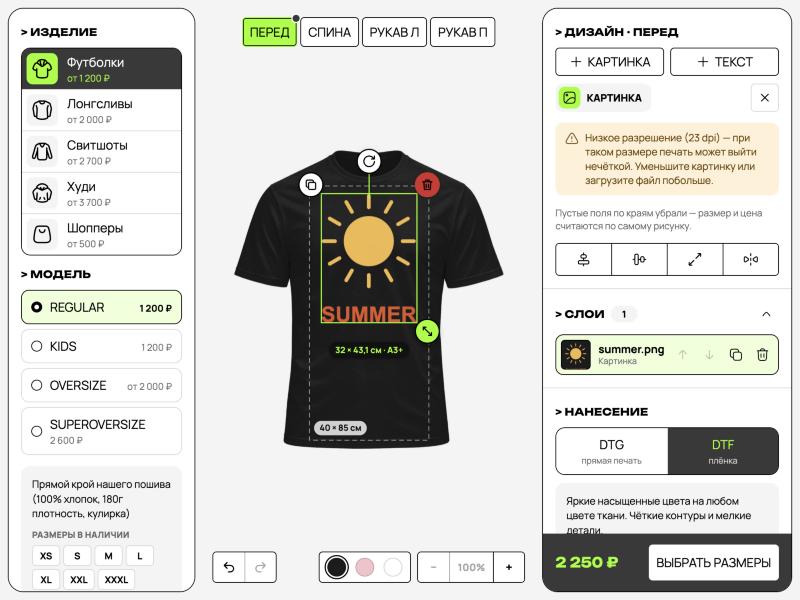 > ИЗДЕЛИЕ
Футболки
от 1 200 ₽
Лонгсливы
от 2 000 ₽
Свитшоты
от 2 700 ₽
Худи
от 3 700 ₽
Шопперы
от 500 ₽
> МОДЕЛЬ
REGULAR 1 200 ₽
KIDS 1 200 ₽
OVERSIZE от 2 000 ₽
SUPEROVERSIZE
2 600 ₽
Прямой крой нашего пошива
(100% хлопок, 180г
плотность, кулирка)
РАЗМЕРЫ В НАЛИЧИИ
XS S M L
XL XXL XXXL
ПЕРЕД СПИНА РУКАВ Л РУКАВ П
SUMMER
32 × 43,1 см · A3+
40 × 85 см
− 100% +
> ДИЗАЙН · ПЕРЕД
+ КАРТИНКА + ТЕКСТ
КАРТИНКА
Низкое разрешение (23 dpi) — при
таком размере печать может выйти
нечёткой. Уменьшите картинку или
загрузите файл побольше.
Пустые поля по краям убрали — размер и цена
считаются по самому рисунку.
> СЛОИ 1
summer.png
Картинка
> НАНЕСЕНИЕ
DTG
прямая печать
DTF
плёнка
Яркие насыщенные цвета на любом
цвете ткани. Чёткие контуры и мелкие
детали.
2 250 ₽ ВЫБРАТЬ РАЗМЕРЫ